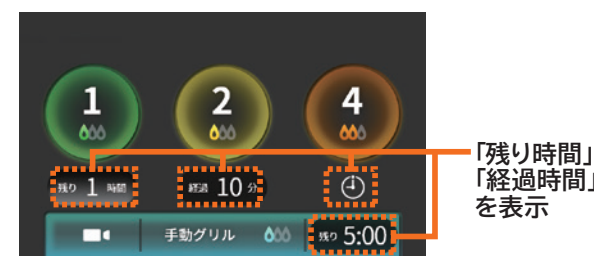 1 2 4
残り 1 時間 経過 10 分
手動グリル 残り 5:00
「残り時間」
「経過時間」
を表示